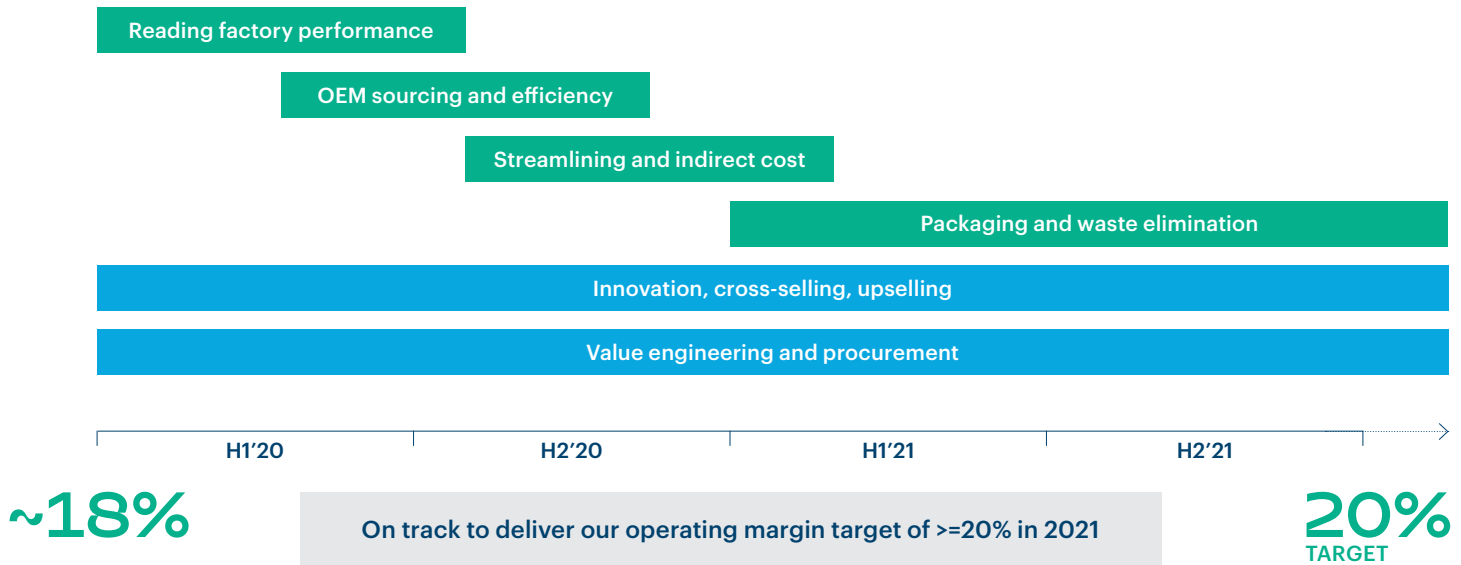 Reading factory performance
OEM sourcing and efficiency
Streamlining and indirect cost
Packaging and waste elimination
Innovation, cross-selling, upselling
Value engineering and procurement
H1’20 H2’20 H1’21 H2’21
~18%
On track to deliver our operating margin target of >=20% in 2021
20%
TARGET